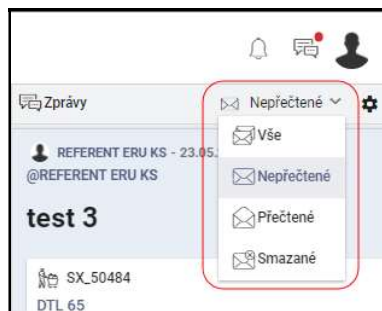 Zprávy
Nepřečtené
Vše
REFERENT ERU KS - 23.05.
@REFERENT ERU KS
Nepřečtené
test 3
Přečtené
Smazané
SX_50484
DTL 65